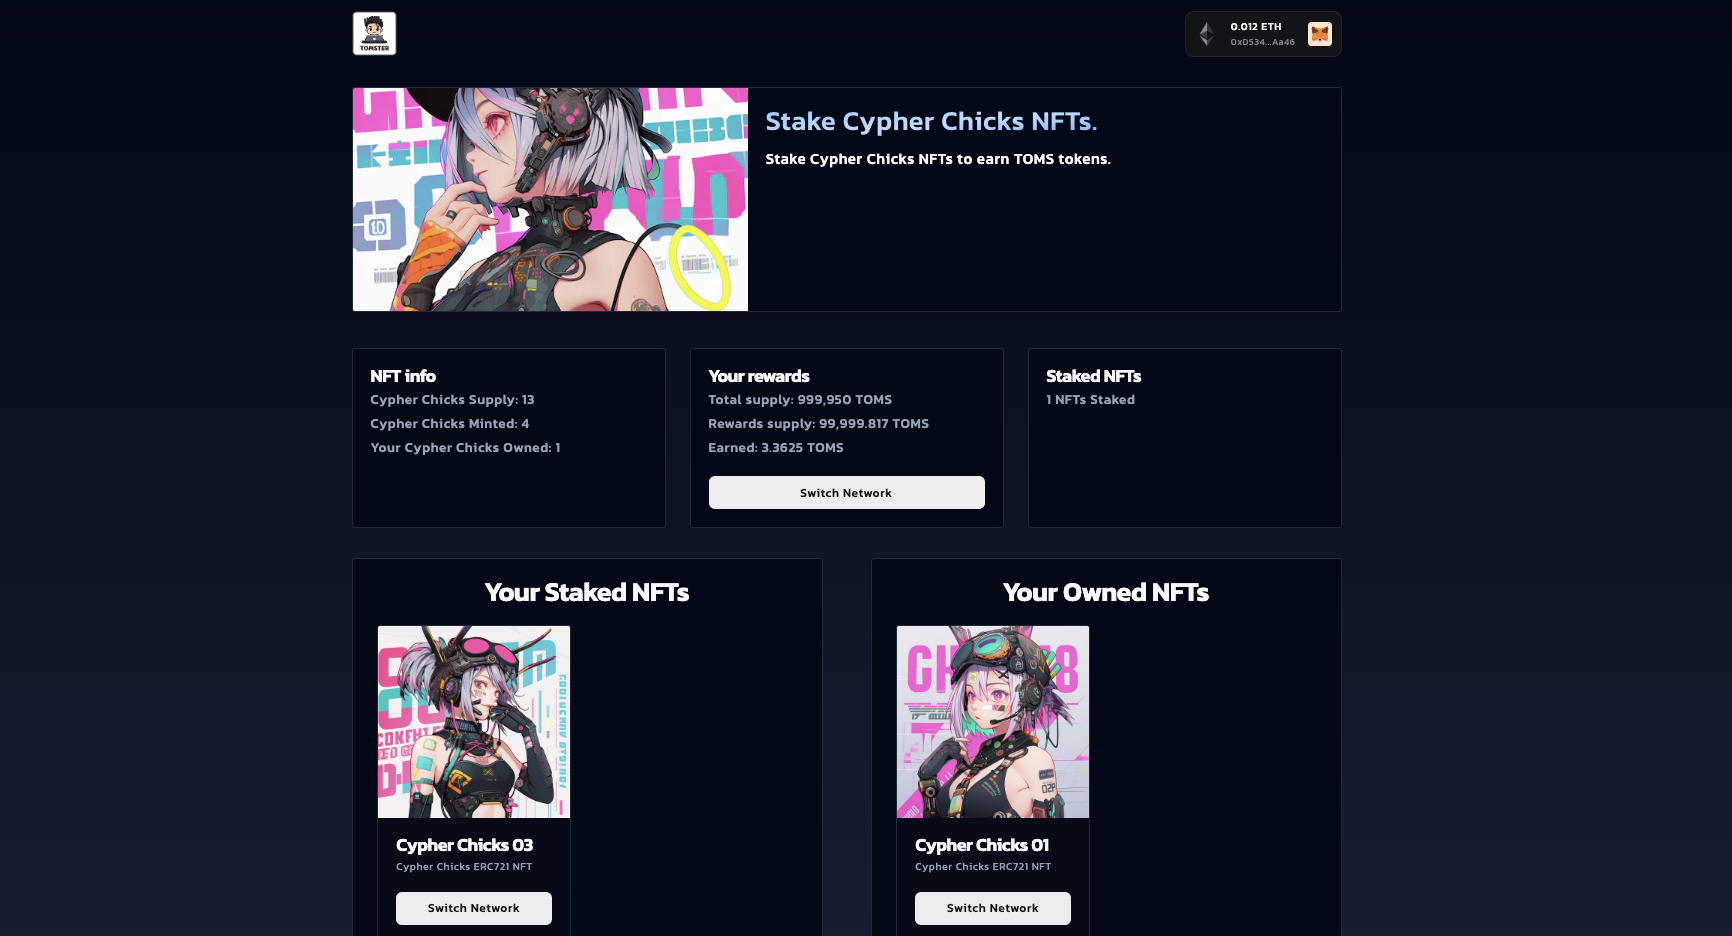 TOMSTER
0.012 ETH
0xD534...Aa46
Stake Cypher Chicks NFTs.
Stake Cypher Chicks NFTs to earn TOMS tokens.
NFT info
Cypher Chicks Supply: 13
Cypher Chicks Minted: 4
Your Cypher Chicks Owned: 1
Your rewards
Total supply: 999,950 TOMS
Rewards supply: 99,999.817 TOMS
Earned: 3.3625 TOMS
Switch Network
Staked NFTs
1 NFTs Staked
Your Staked NFTs
Cypher Chicks 03
Cypher Chicks ERC721 NFT
Switch Network
Your Owned NFTs
Cypher Chicks 01
Cypher Chicks ERC721 NFT
Switch Network